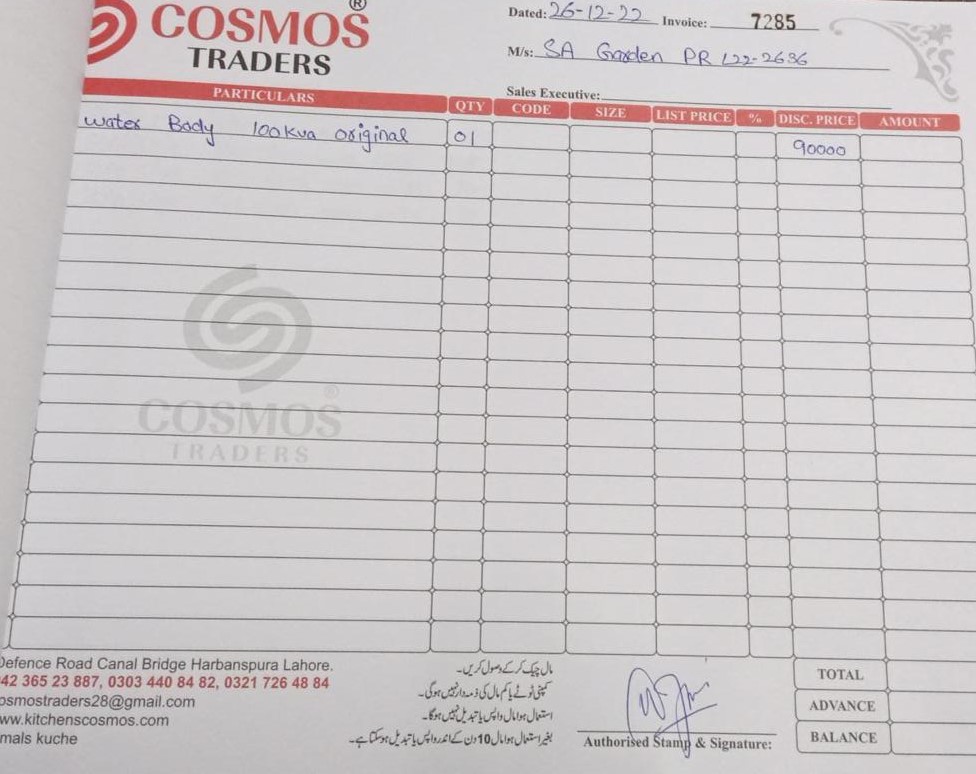 COSMOS ®
TRADERS
Dated: 26-12-22 Invoice: 7285
M/s: SA Garden PR 122-2636
Sales Executive:
PARTICULARS QTY CODE SIZE LIST PRICE % DISC. PRICE AMOUNT
water Body 100kva original 01 90000
COSMOS ®
TRADERS
Defence Road Canal Bridge Harbanspura Lahore.
42 365 23 887, 0303 440 84 82, 0321 726 48 84
osmostraders28@gmail.com
ww.kitchenscosmos.com
mals kuche
مال چیک کر کے وصول کریں۔
کمپنی ٹوٹے یا کم مال کی ذمہ دار نہیں ہوگی۔
استعمال ہوا مال واپس یا تبدیل نہیں ہوگا۔
بغیر استعمال ہوا مال 10 دن کے اندر واپس یا تبدیل ہو سکتا ہے۔
Authorised Stamp & Signature:
TOTAL
ADVANCE
BALANCE